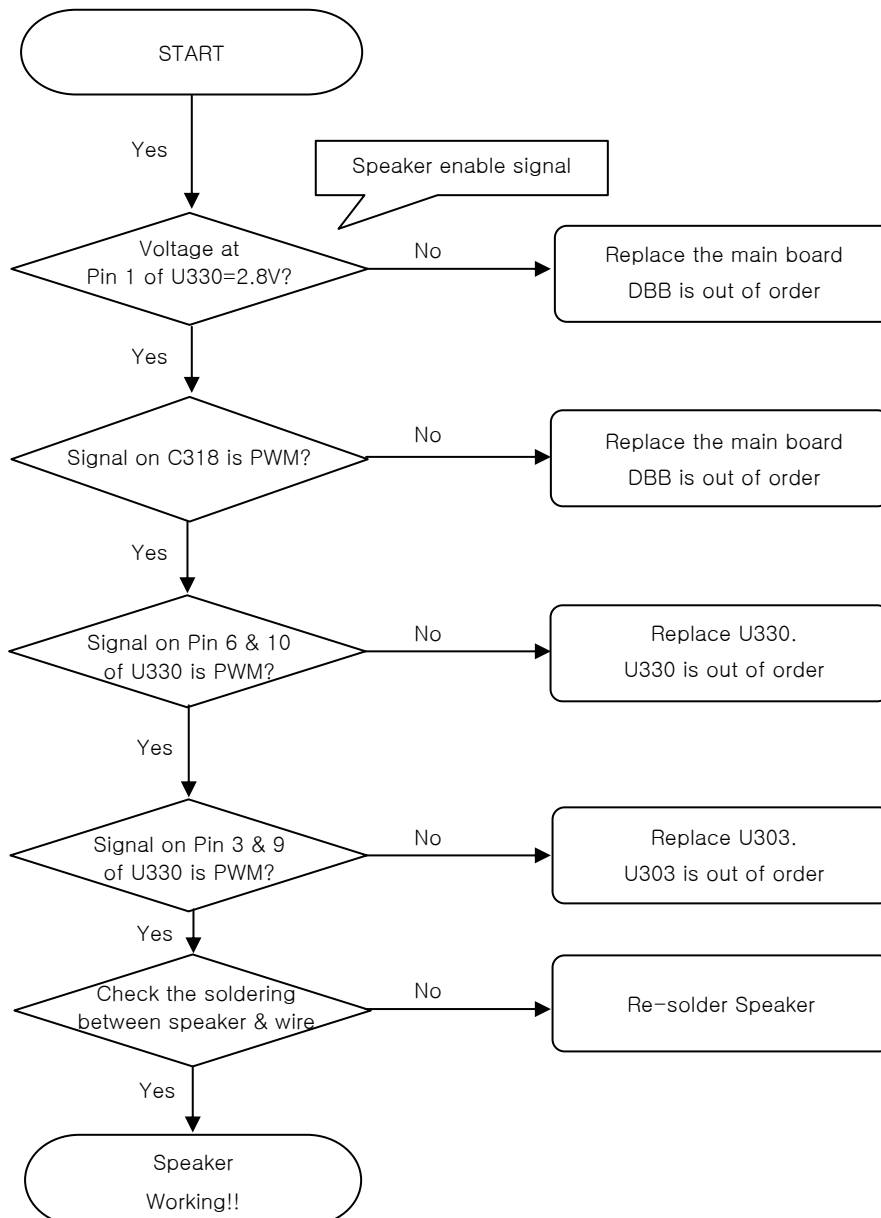 START
Yes
Speaker enable signal
Voltage at
Pin 1 of U330=2.8V?
No
Replace the main board
DBB is out of order
Yes
Signal on C318 is PWM?
No
Replace the main board
DBB is out of order
Yes
Signal on Pin 6 & 10
of U330 is PWM?
No
Replace U330.
U330 is out of order
Yes
Signal on Pin 3 & 9
of U330 is PWM?
No
Replace U303.
U303 is out of order
Yes
Check the soldering
between speaker & wire
No
Re-solder Speaker
Yes
Speaker
Working!!